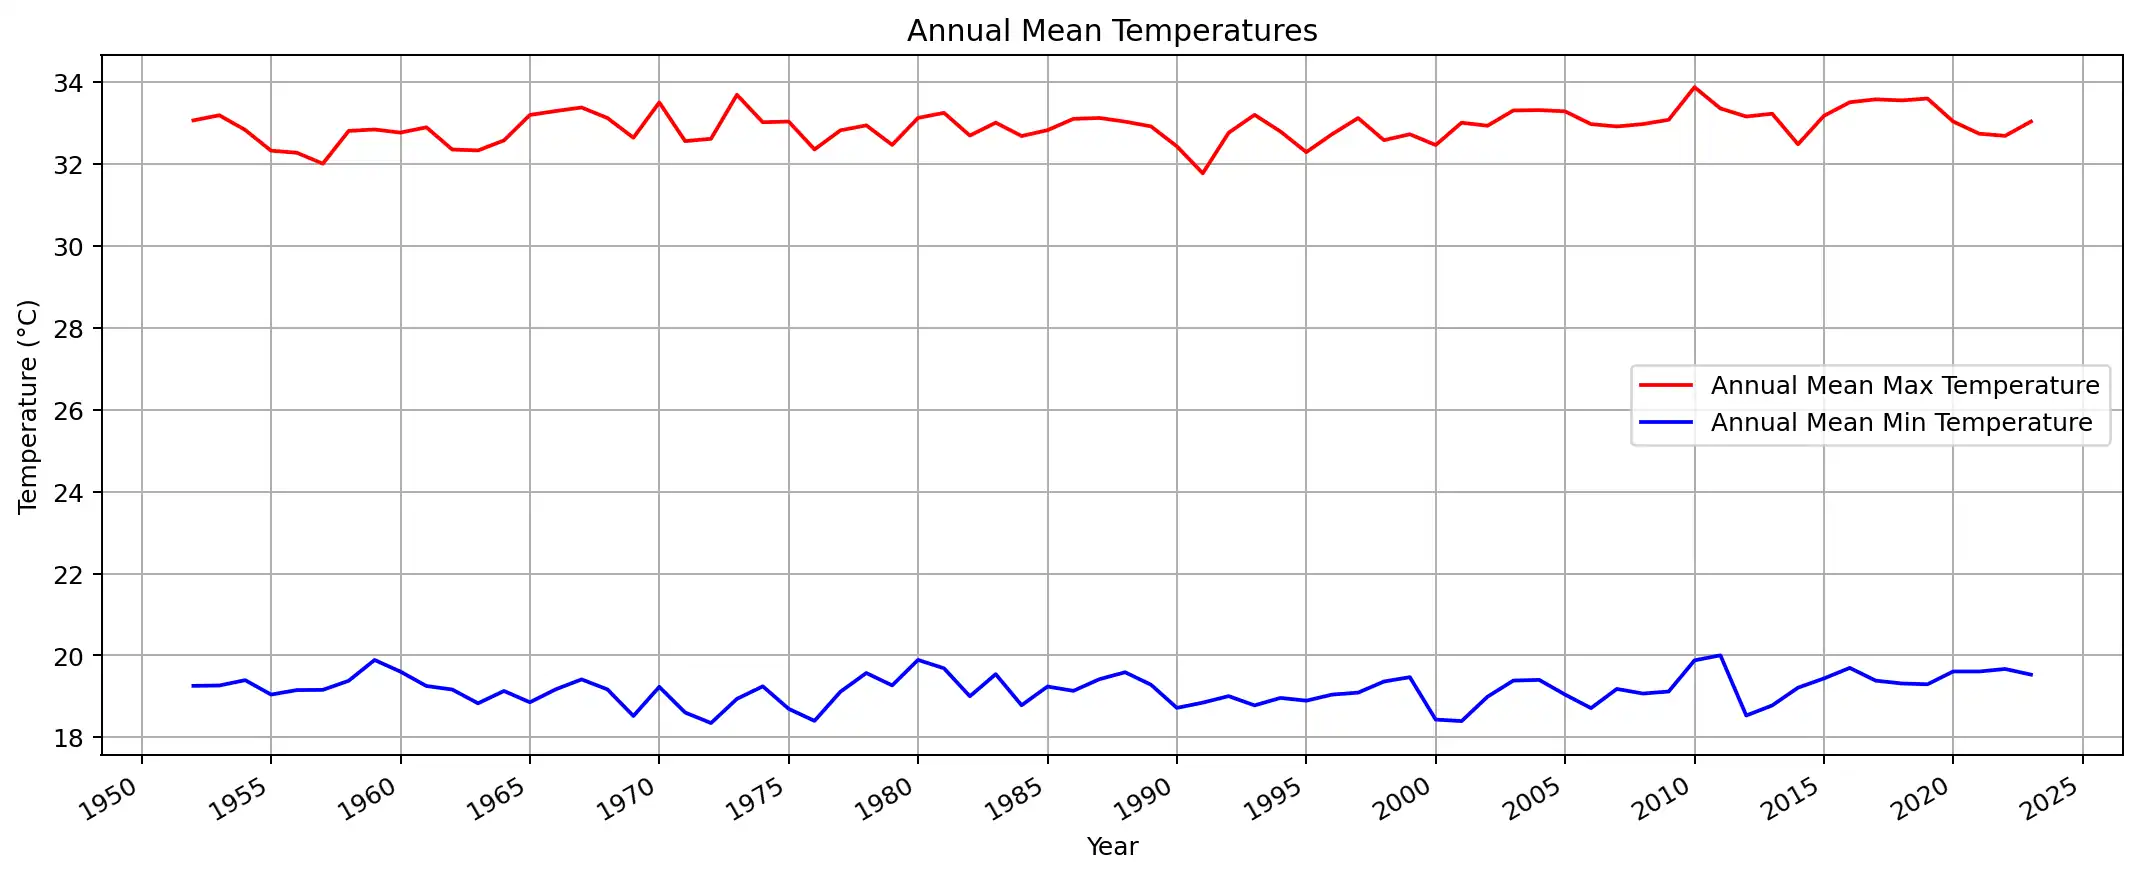 Annual Mean Temperatures
34
32
30
28
26
24
22
20
18
Temperature (°C)
Annual Mean Max Temperature
Annual Mean Min Temperature
1950 1955 1960 1965 1970 1975 1980 1985 1990 1995 2000 2005 2010 2015 2020 2025
Year